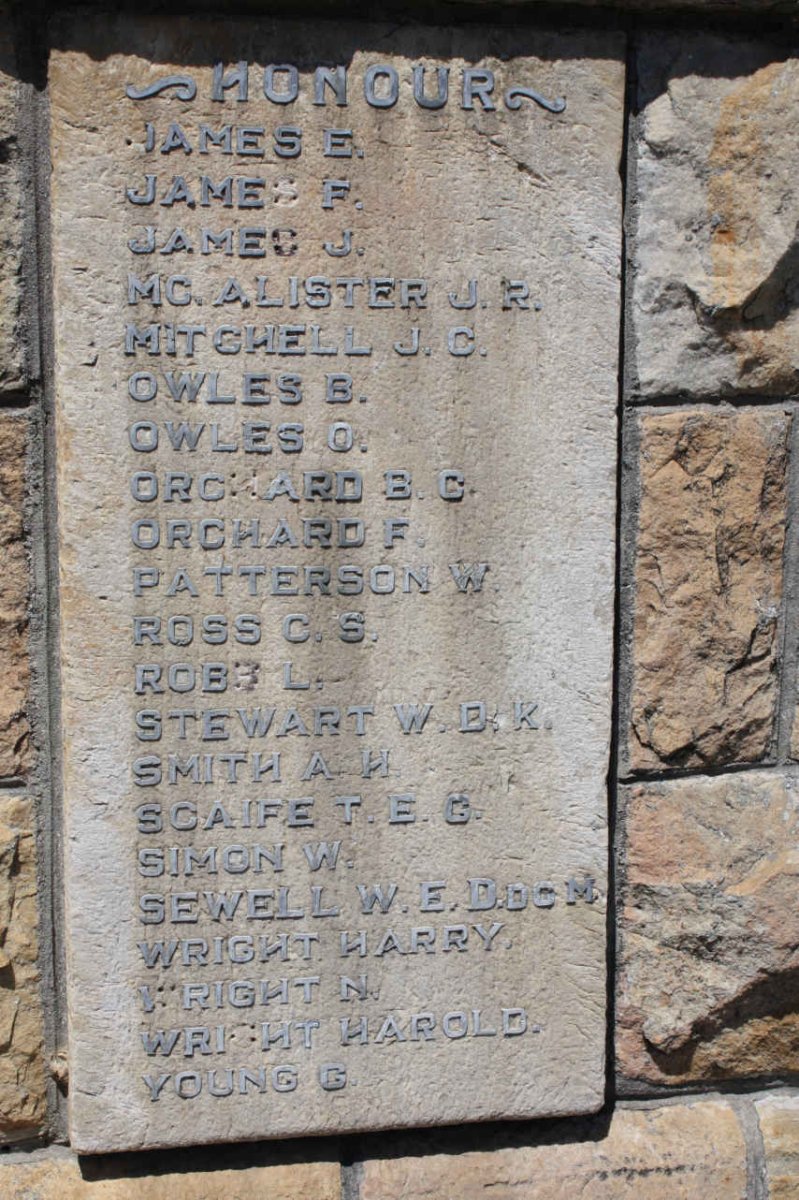 HONOUR
JAMES E.
JAMES F.
JAMES J.
MC. ALISTER J. R.
MITCHELL J. C.
OWLES B.
OWLES O.
ORCHARD B. C.
ORCHARD F.
PATTERSON W.
ROSS C. S.
L.
STEWART W. D. K.
SMITH A H
SCAIFE T. E. G.
SIMON W.
SEWELL W. E. D. DCM
WRIGHT HARRY.
WRIGHT N.
WRIGHT HAROLD.
YOUNG G.